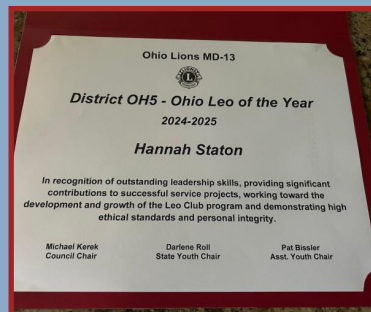 Ohio Lions MD-13
LIONS
District OH5 - Ohio Leo of the Year
2024-2025
Hannah Staton
In recognition of outstanding leadership skills, providing significant
contributions to successful service projects, working toward the
development and growth of the Leo Club program and demonstrating high
ethical standards and personal integrity.
Michael Kerek Darlene Roll Pat Bissler
Council Chair State Youth Chair Asst. Youth Chair